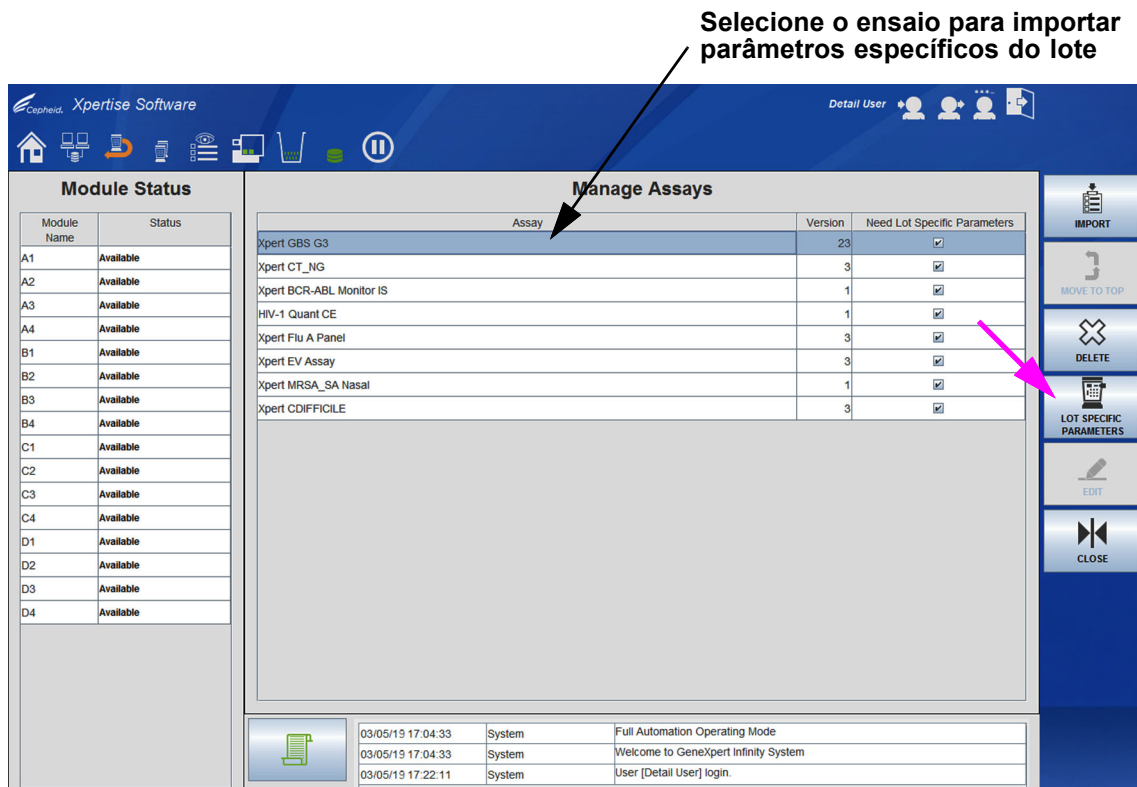 Selecione o ensaio para importar
parâmetros específicos do lote
Cepheid. Xpertise Software
Detail User
Module Status
Manage Assays
Module Name Status
A1 Available
A2 Available
A3 Available
A4 Available
B1 Available
B2 Available
B3 Available
B4 Available
C1 Available
C2 Available
C3 Available
C4 Available
D1 Available
D2 Available
D3 Available
D4 Available
Assay Version Need Lot Specific Parameters
Xpert GBS G3 23
Xpert CT_NG 3
Xpert BCR-ABL Monitor IS 1
HIV-1 Quant CE 1
Xpert Flu A Panel 3
Xpert EV Assay 3
Xpert MRSA_SA Nasal 1
Xpert CDIFFICILE 3
IMPORT
MOVE TO TOP
DELETE
LOT SPECIFIC
PARAMETERS
EDIT
CLOSE
03/05/19 17:04:33 System Full Automation Operating Mode
03/05/19 17:04:33 System Welcome to GeneXpert Infinity System
03/05/19 17:22:11 System User [Detail User] login.